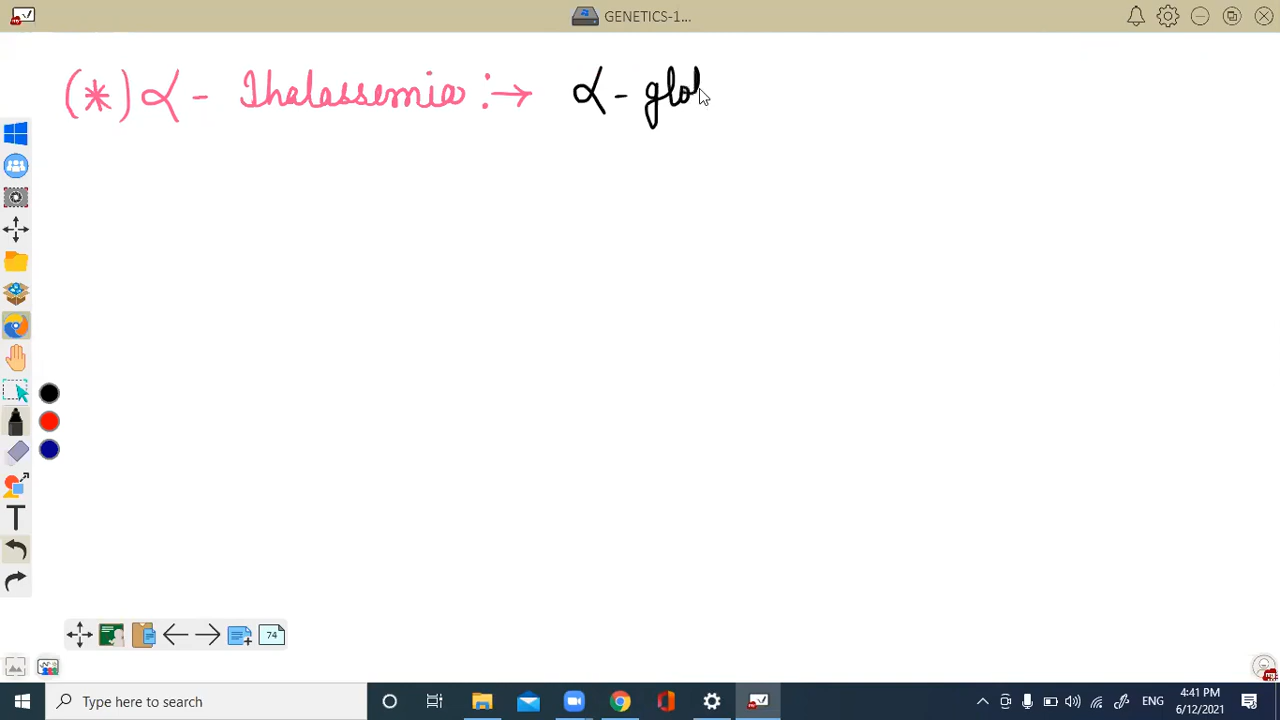 GENETICS-1...
(*) α - Thalassemia :→ α - glob
74
Type here to search
ENG
4:41 PM
6/12/2021